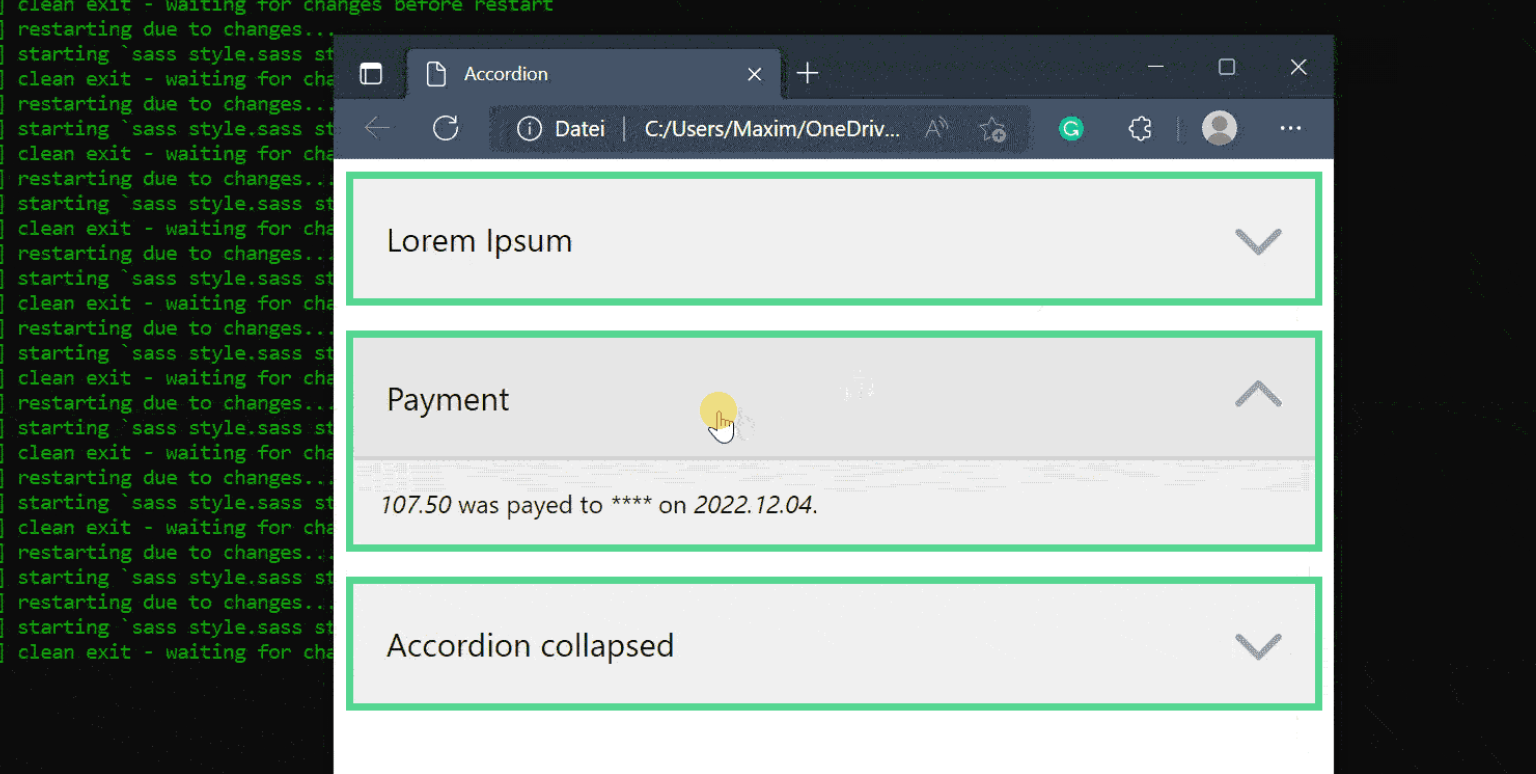 ] clean exit - waiting for changes before restart
] restarting due to changes...
] starting `sass style.sass st
] clean exit - waiting for cha
] restarting due to changes...
] starting `sass style.sass st
] clean exit - waiting for cha
] restarting due to changes...
] starting `sass style.sass st
] clean exit - waiting for cha
] restarting due to changes...
] starting `sass style.sass st
] clean exit - waiting for cha
] restarting due to changes...
] starting `sass style.sass st
] clean exit - waiting for cha
] restarting due to changes...
] starting `sass style.sass st
] clean exit - waiting for cha
] restarting due to changes...
] starting `sass style.sass st
] clean exit - waiting for cha
] restarting due to changes...
] starting `sass style.sass st
] restarting due to changes...
] starting `sass style.sass st
] clean exit - waiting for cha
Accordion
Datei | C:/Users/Maxim/OneDriv...
Lorem Ipsum
Payment
107.50 was payed to **** on 2022.12.04.
Accordion collapsed